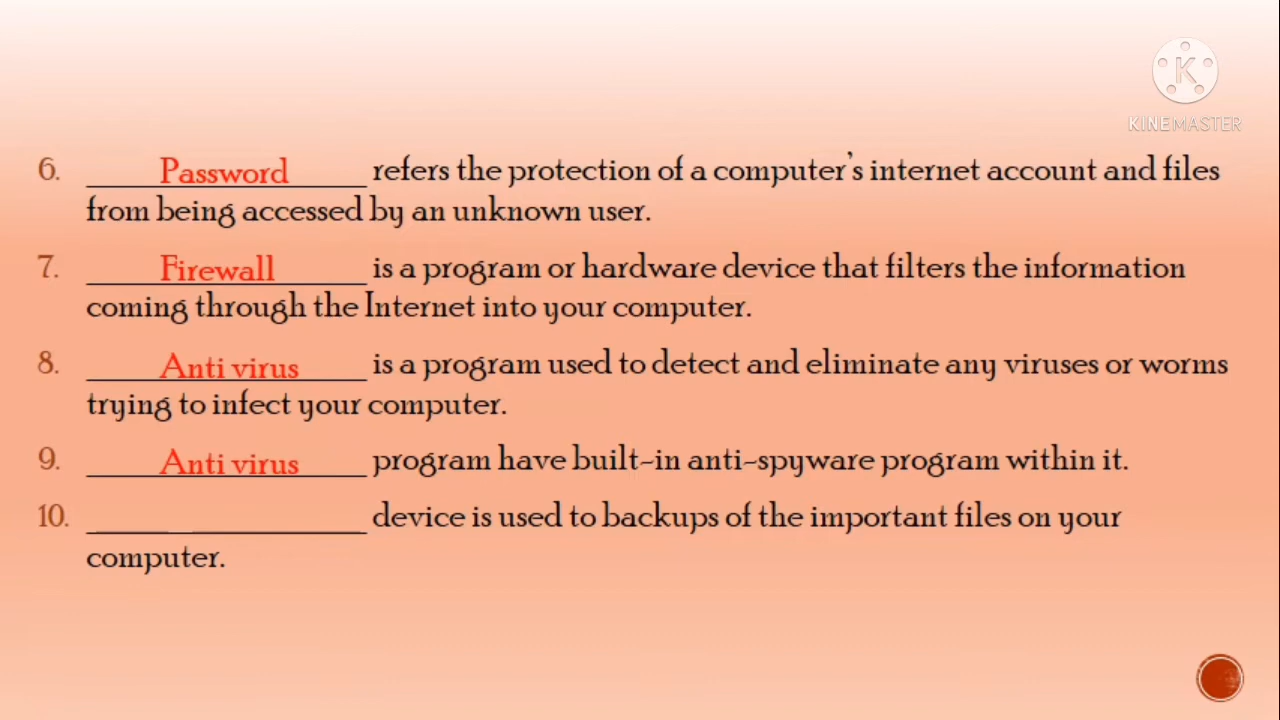 KINEMASTER
6. Password refers the protection of a computer's internet account and files
from being accessed by an unknown user.
7. Firewall is a program or hardware device that filters the information
coming through the Internet into your computer.
8. Anti virus is a program used to detect and eliminate any viruses or worms
trying to infect your computer.
9. Anti virus program have built-in anti-spyware program within it.
10. ______________ device is used to backups of the important files on your
computer.